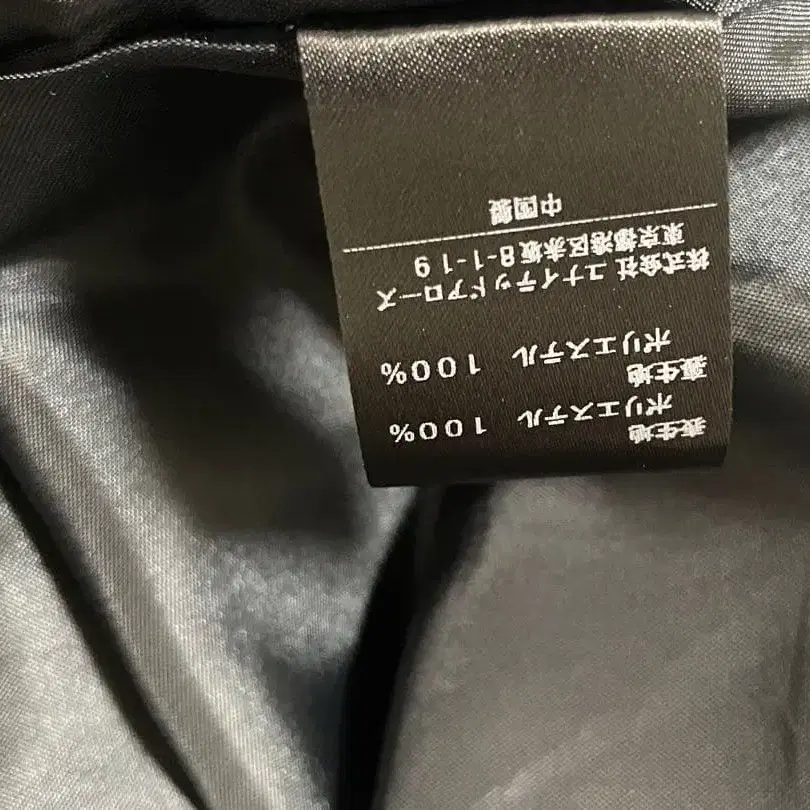 表生地
ポリエステル 100%
裏生地
ポリエステル 100%
株式会社 ユナイテッドアローズ
東京都港区赤坂8-1-19
中国製